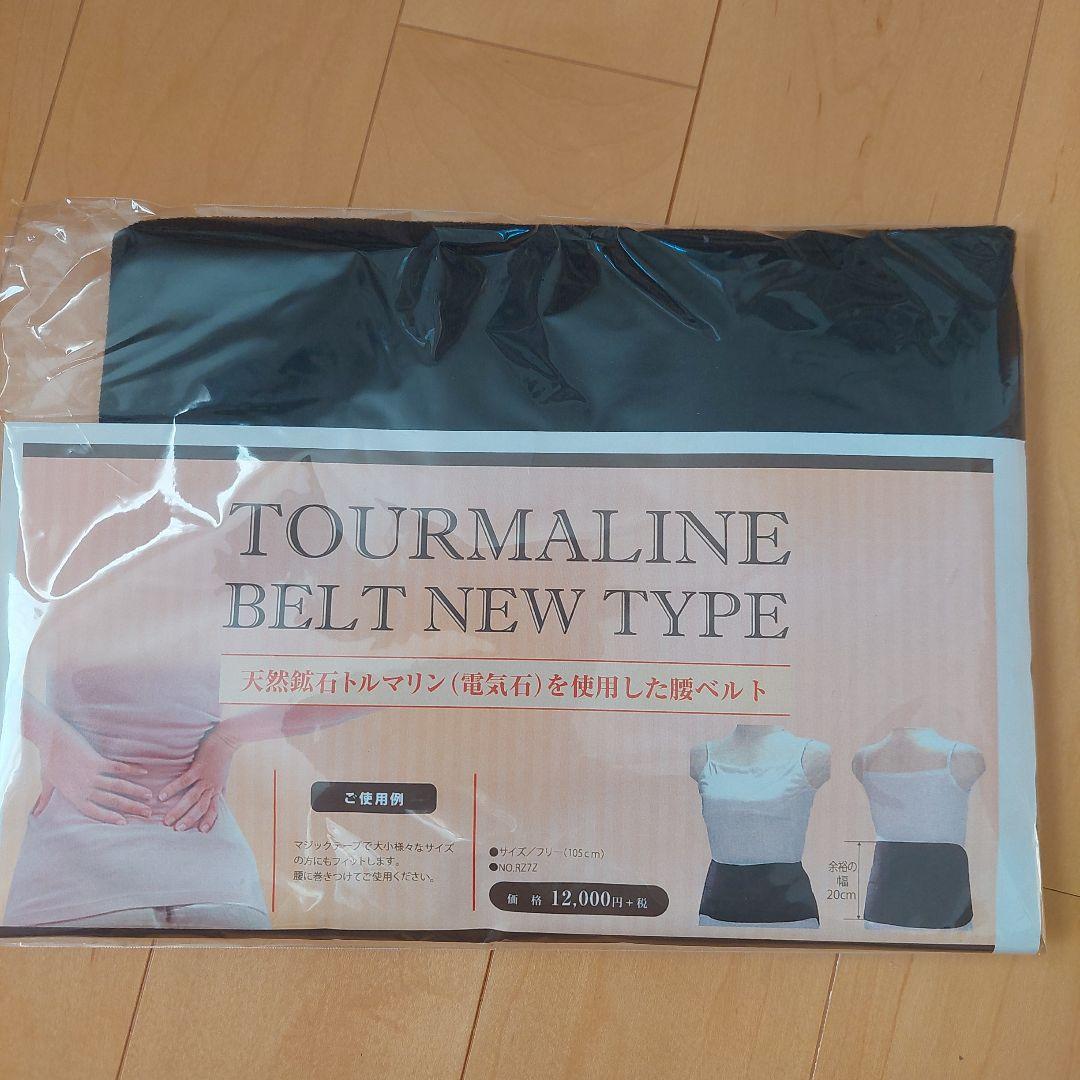 TOURMALINE
BELT NEW TYPE
天然鉱石トルマリン(電気石)を使用した腰ベルト
ご使用例
マジックテープで大小様々なサイズ
の方にもフィットします。
腰に巻きつけてご使用ください。
●サイズ/フリー(105cm)
●NO.RZ7Z
価 格 12,000円+税
余裕の
幅
20cm